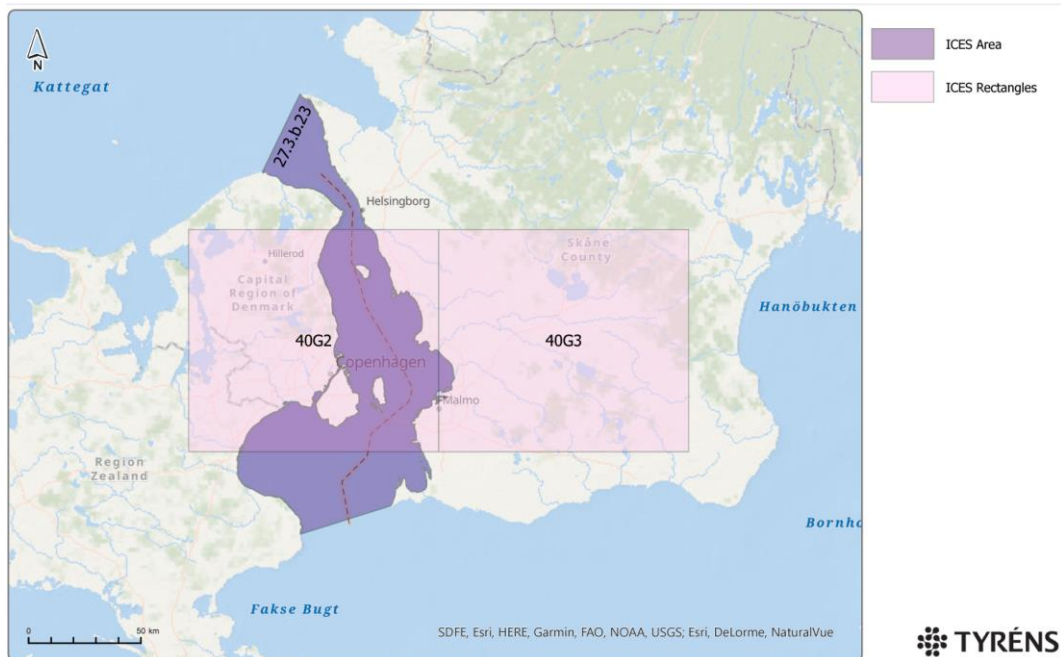 N
Kattegat
27.3.b.23
Helsingborg
Hillerod
Skåne
County
Capital
Region of
Denmark
Hanöbukten
40G2
40G3
Copenhagen
Malmo
Region
Zealand
Bornho
Fakse Bugt
0
50 km
SDFE, Esri, HERE, Garmin, FAO, NOAA, USGS; Esri, DeLorme, NaturalVue
ICES Area
ICES Rectangles
TYRÉNS